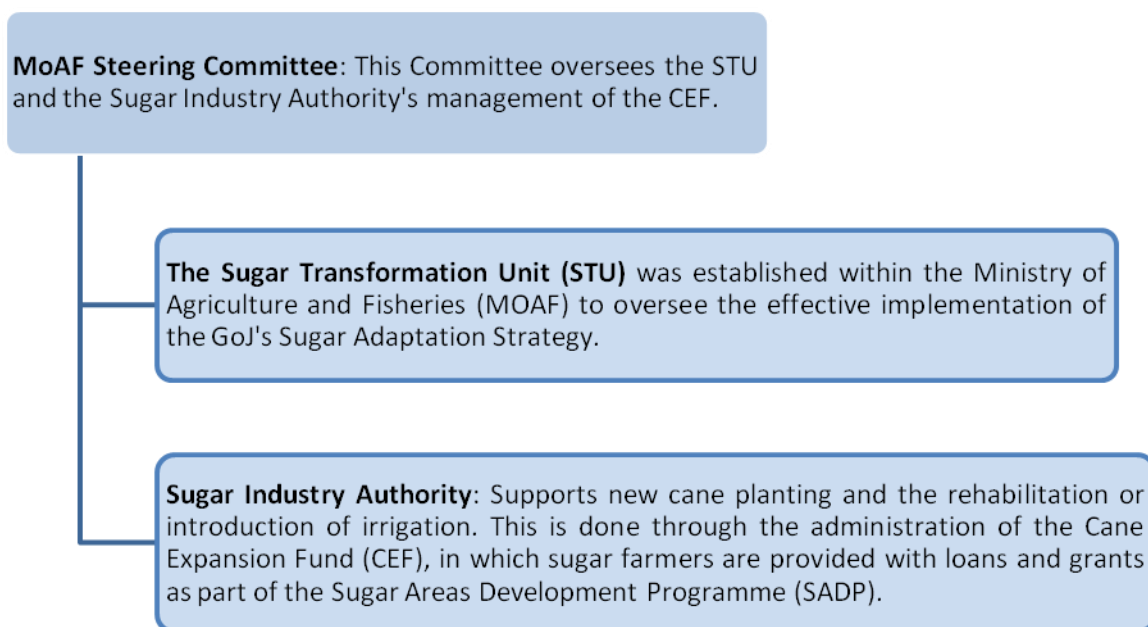 MoAF Steering Committee: This Committee oversees the STU
and the Sugar Industry Authority's management of the CEF.
The Sugar Transformation Unit (STU) was established within the Ministry of
Agriculture and Fisheries (MOAF) to oversee the effective implementation of
the GoJ's Sugar Adaptation Strategy.
Sugar Industry Authority: Supports new cane planting and the rehabilitation or
introduction of irrigation. This is done through the administration of the Cane
Expansion Fund (CEF), in which sugar farmers are provided with loans and grants
as part of the Sugar Areas Development Programme (SADP).